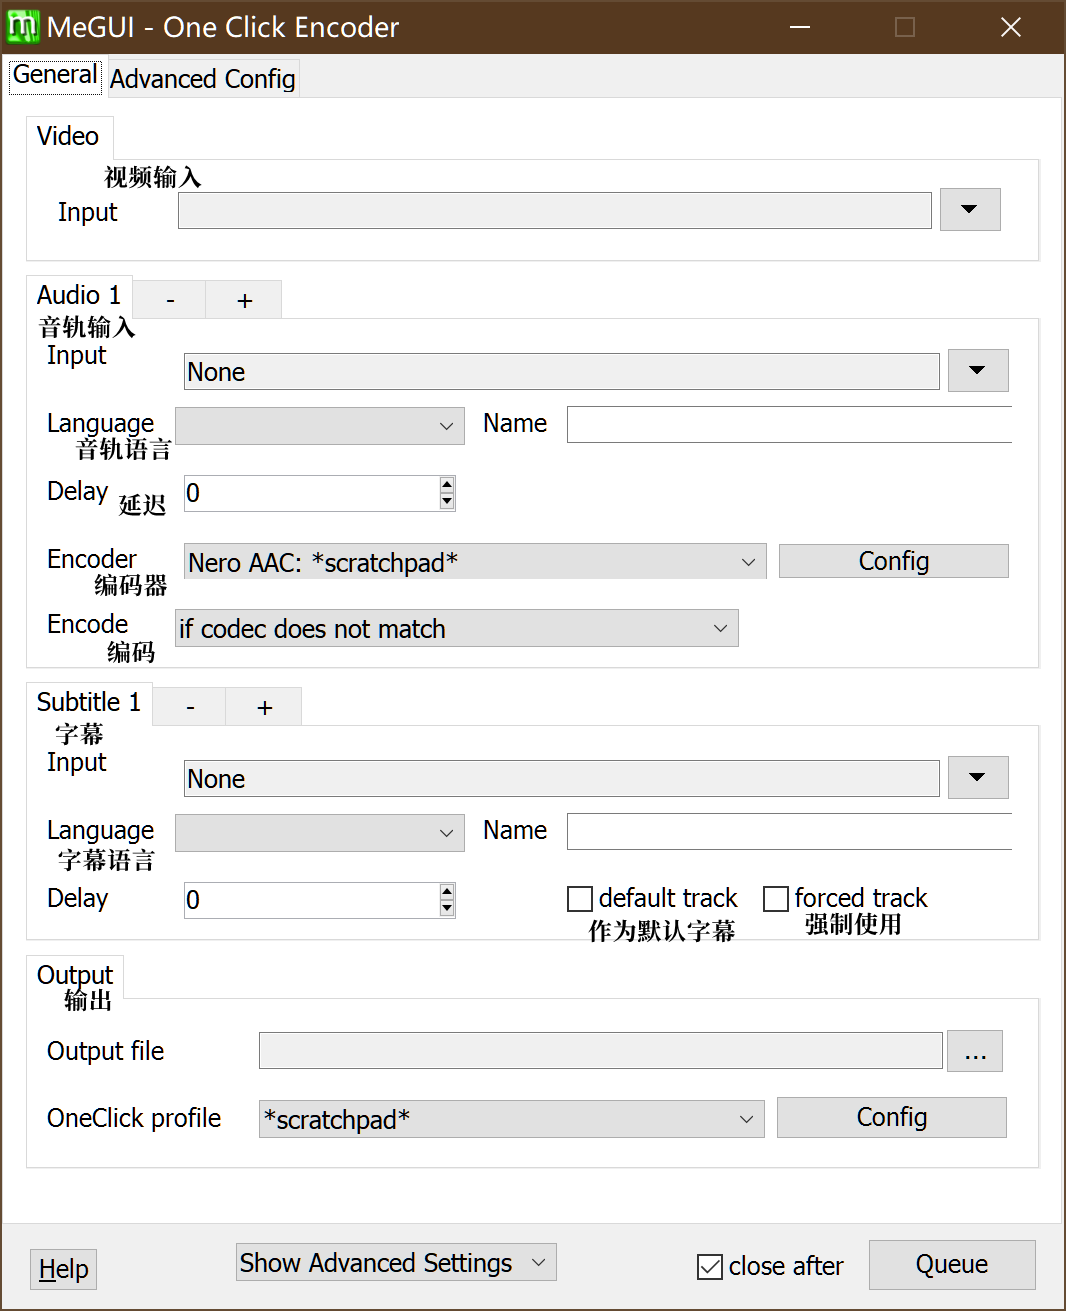 MeGUI - One Click Encoder
General Advanced Config
Video
视频输入
Input
Audio 1 - +
音轨输入
Input
None
Language Name
音轨语言
Delay 0
延迟
Encoder Nero AAC: *scratchpad* Config
编码器
Encode if codec does not match
编码
Subtitle 1 - +
字幕
Input
None
Language Name
字幕语言
Delay 0 default track forced track
作为默认字幕 强制使用
Output
输出
Output file ...
OneClick profile *scratchpad* Config
Help Show Advanced Settings close after Queue